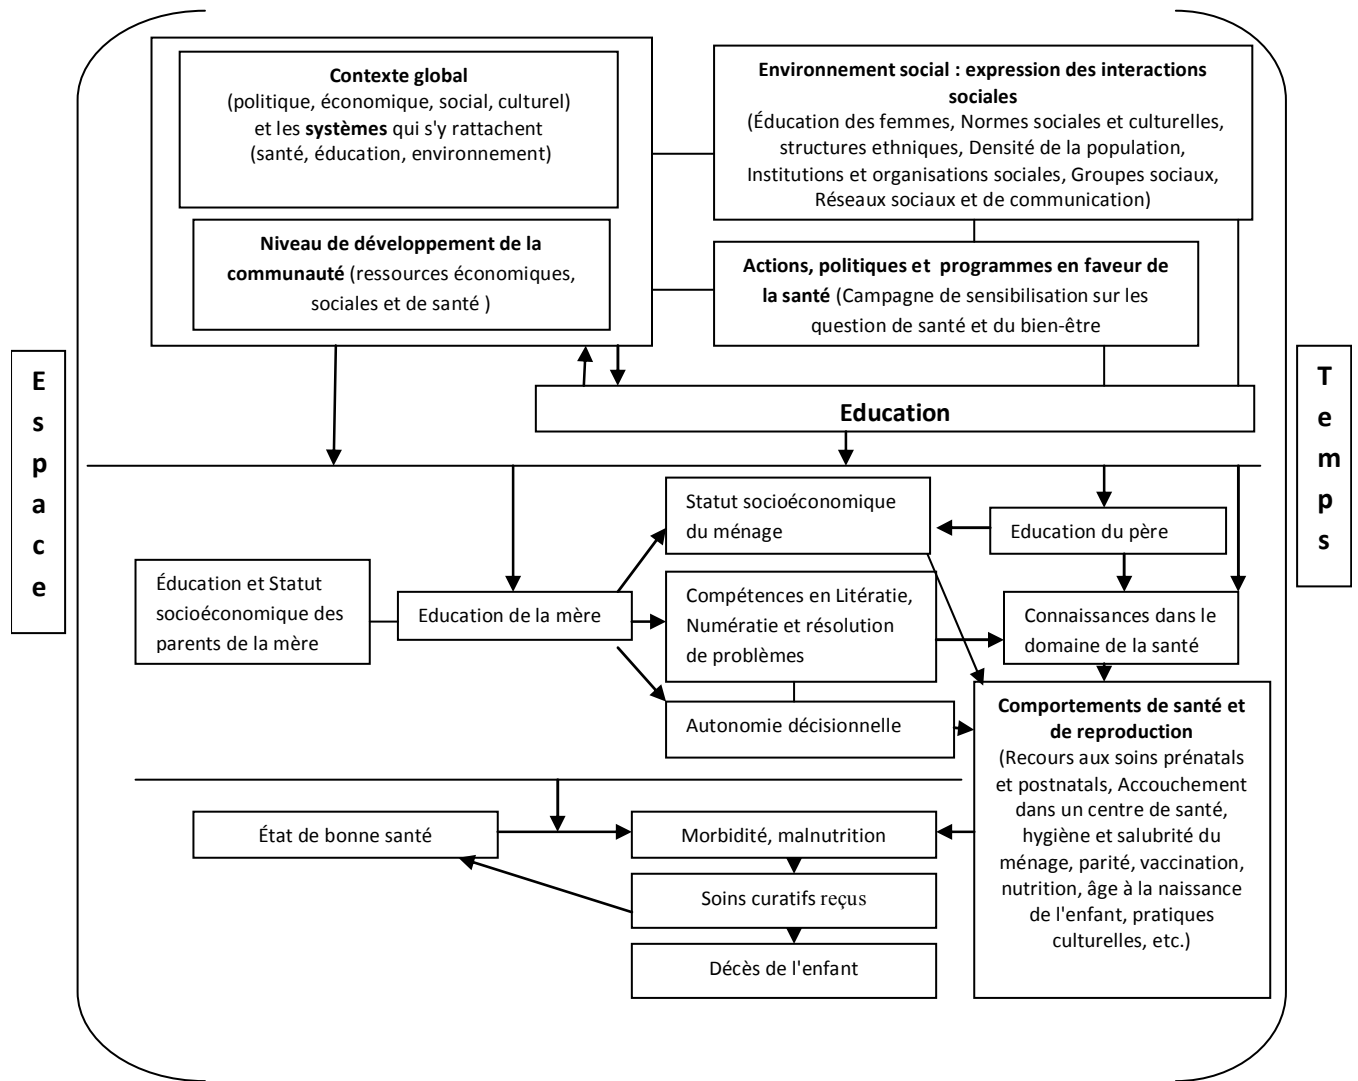 Contexte global
(politique, économique, social, culturel)
et les systèmes qui s'y rattachent
(santé, éducation, environnement)
Environnement social : expression des interactions
sociales
(Éducation des femmes, Normes sociales et culturelles,
structures ethniques, Densité de la population,
Institutions et organisations sociales, Groupes sociaux,
Réseaux sociaux et de communication)
Niveau de développement de la
communauté (ressources économiques,
sociales et de santé )
Actions, politiques et programmes en faveur de
la santé (Campagne de sensibilisation sur les
question de santé et du bien-être
Espace
Temps
Education
Statut socioéconomique
du ménage
Education du père
Éducation et Statut
socioéconomique des
parents de la mère
Education de la mère
Compétences en Litératie,
Numératie et résolution
de problèmes
Connaissances dans le
domaine de la santé
Autonomie décisionnelle
Comportements de santé et
de reproduction
(Recours aux soins prénatals
et postnatals, Accouchement
dans un centre de santé,
hygiène et salubrité du
ménage, parité, vaccination,
nutrition, âge à la naissance
de l'enfant, pratiques
culturelles, etc.)
État de bonne santé
Morbidité, malnutrition
Soins curatifs reçus
Décès de l'enfant